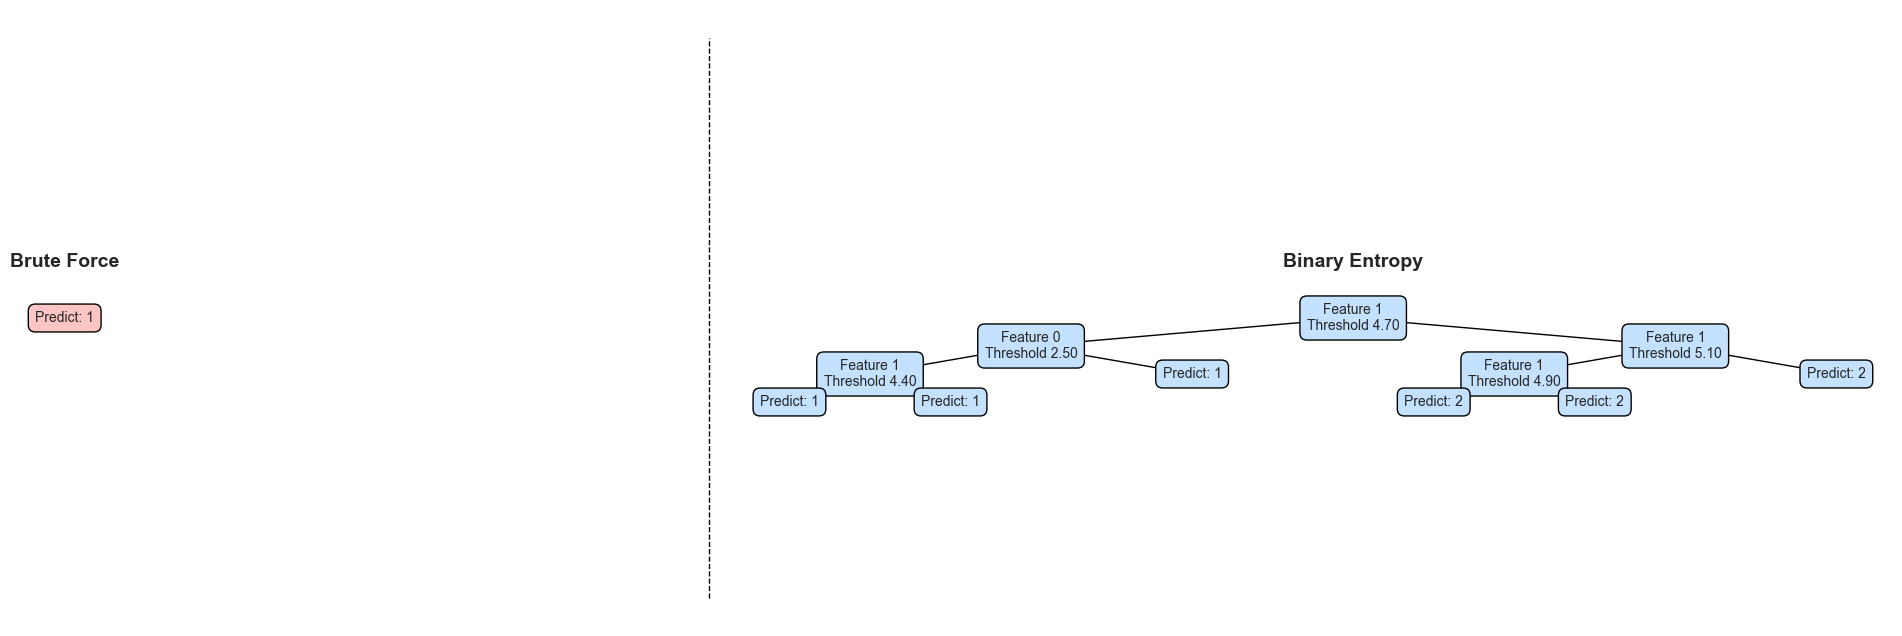 Brute Force
Predict: 1
Binary Entropy
Feature 1
Threshold 4.70
Feature 0
Threshold 2.50
Feature 1
Threshold 5.10
Feature 1
Threshold 4.40
Predict: 1
Feature 1
Threshold 4.90
Predict: 2
Predict: 1
Predict: 1
Predict: 2
Predict: 2